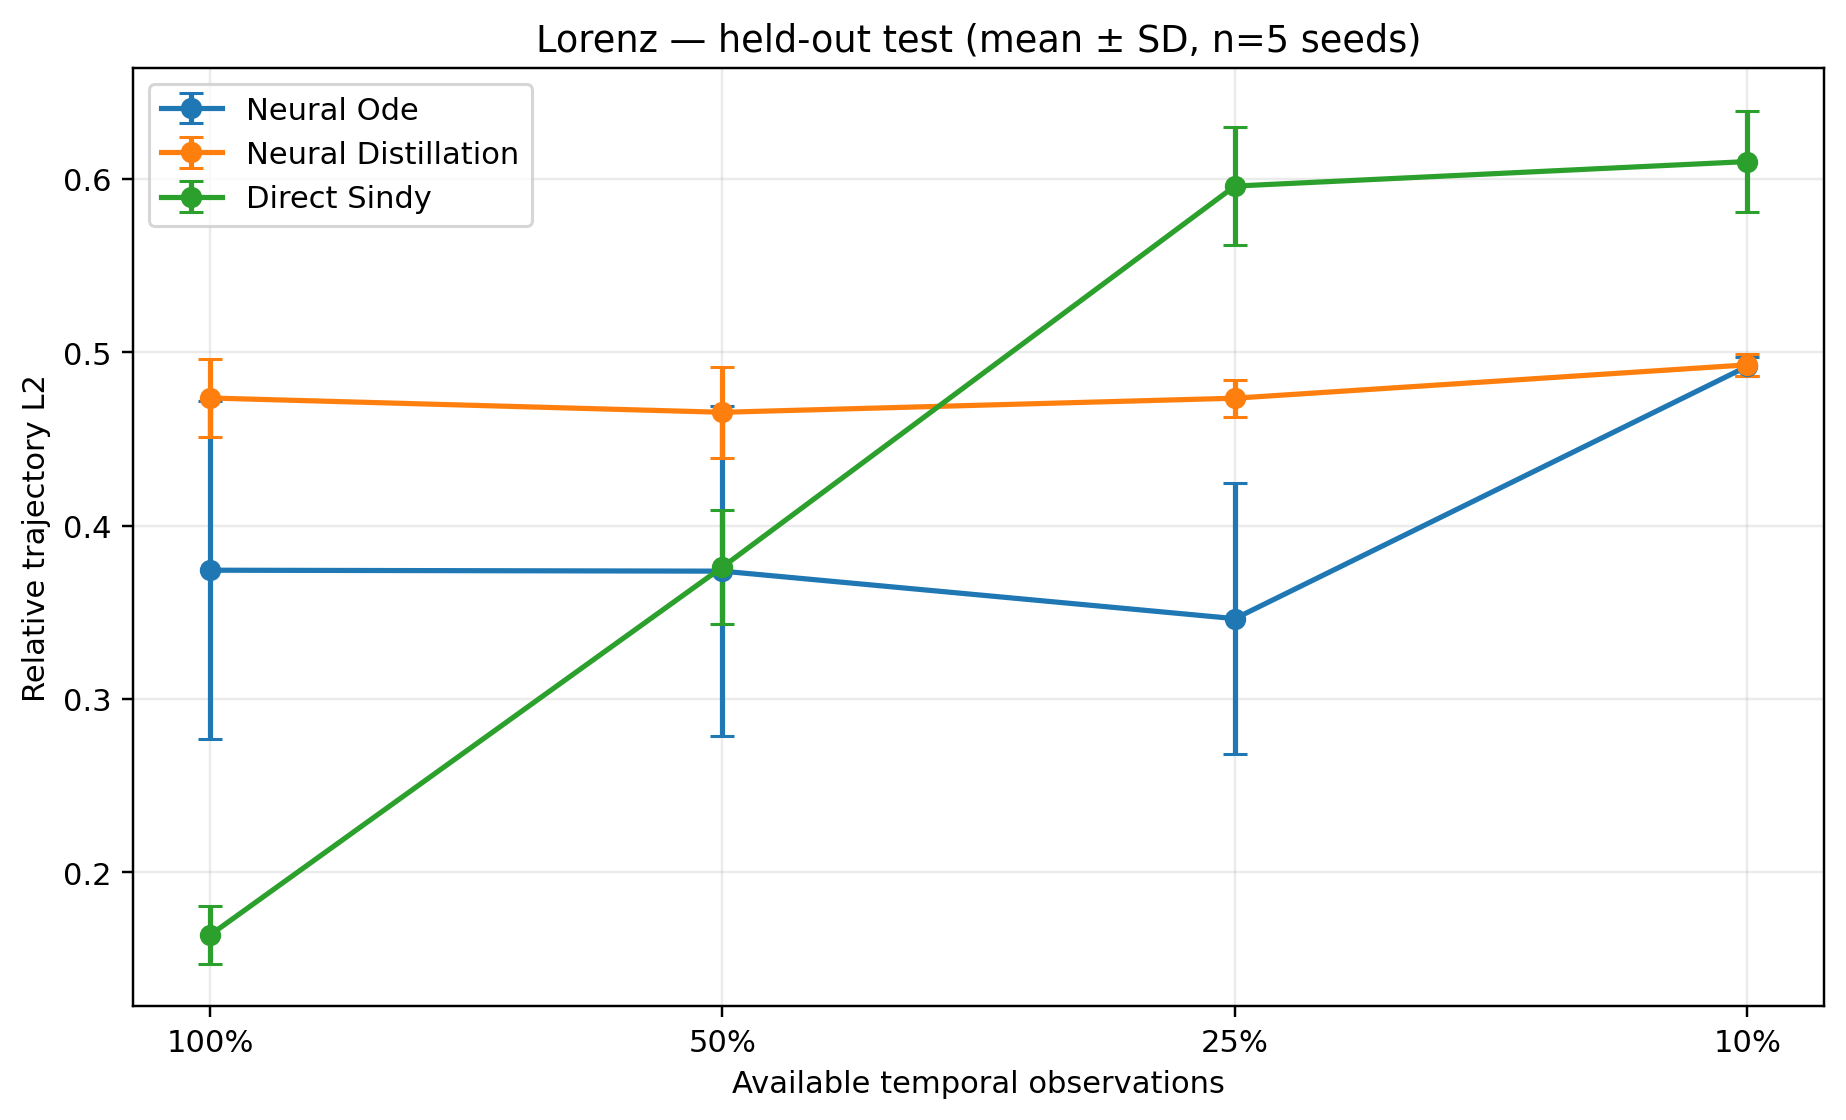 Lorenz — held-out test (mean ± SD, n=5 seeds)
Neural Ode
Neural Distillation
Direct Sindy
Relative trajectory L2
0.6
0.5
0.4
0.3
0.2
100% 50% 25% 10%
Available temporal observations